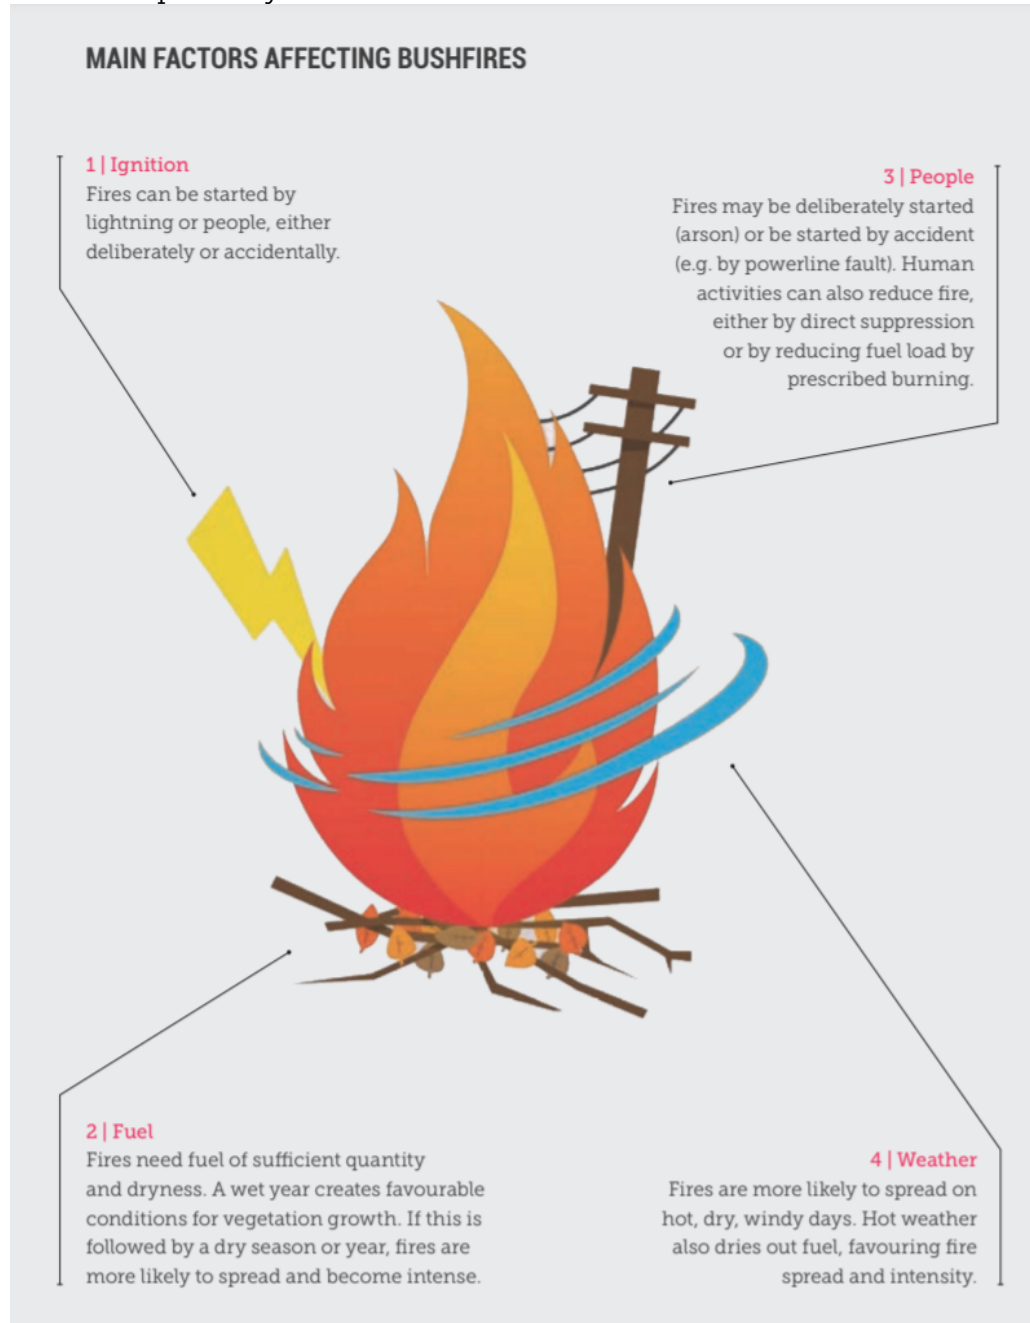 MAIN FACTORS AFFECTING BUSHFIRES
1 | Ignition
Fires can be started by
lightning or people, either
deliberately or accidentally.
3 | People
Fires may be deliberately started
(arson) or be started by accident
(e.g. by powerline fault). Human
activities can also reduce fire,
either by direct suppression
or by reducing fuel load by
prescribed burning.
2 | Fuel
Fires need fuel of sufficient quantity
and dryness. A wet year creates favourable
conditions for vegetation growth. If this is
followed by a dry season or year, fires are
more likely to spread and become intense.
4 | Weather
Fires are more likely to spread on
hot, dry, windy days. Hot weather
also dries out fuel, favouring fire
spread and intensity.